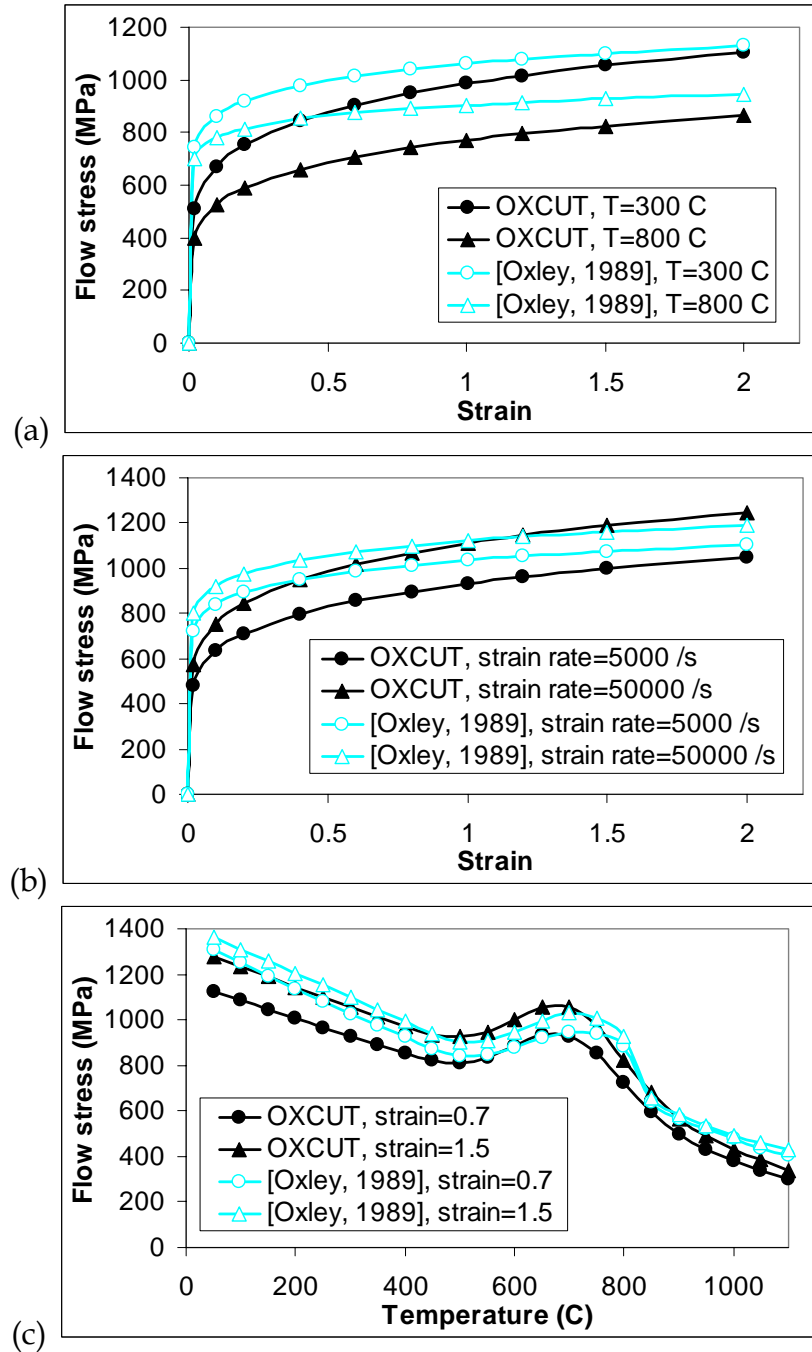 1200
1000
800
600
400
200
0
Flow stress (MPa)
OXCUT, T=300 C
OXCUT, T=800 C
[Oxley, 1989], T=300 C
[Oxley, 1989], T=800 C
0 0.5 1 1.5 2
Strain
(a)
1400
1200
1000
800
600
400
200
0
Flow stress (MPa)
OXCUT, strain rate=5000 /s
OXCUT, strain rate=50000 /s
[Oxley, 1989], strain rate=5000 /s
[Oxley, 1989], strain rate=50000 /s
0 0.5 1 1.5 2
Strain
(b)
1400
1200
1000
800
600
400
200
0
Flow stress (MPa)
OXCUT, strain=0.7
OXCUT, strain=1.5
[Oxley, 1989], strain=0.7
[Oxley, 1989], strain=1.5
0 200 400 600 800 1000
Temperature (C)
(c)